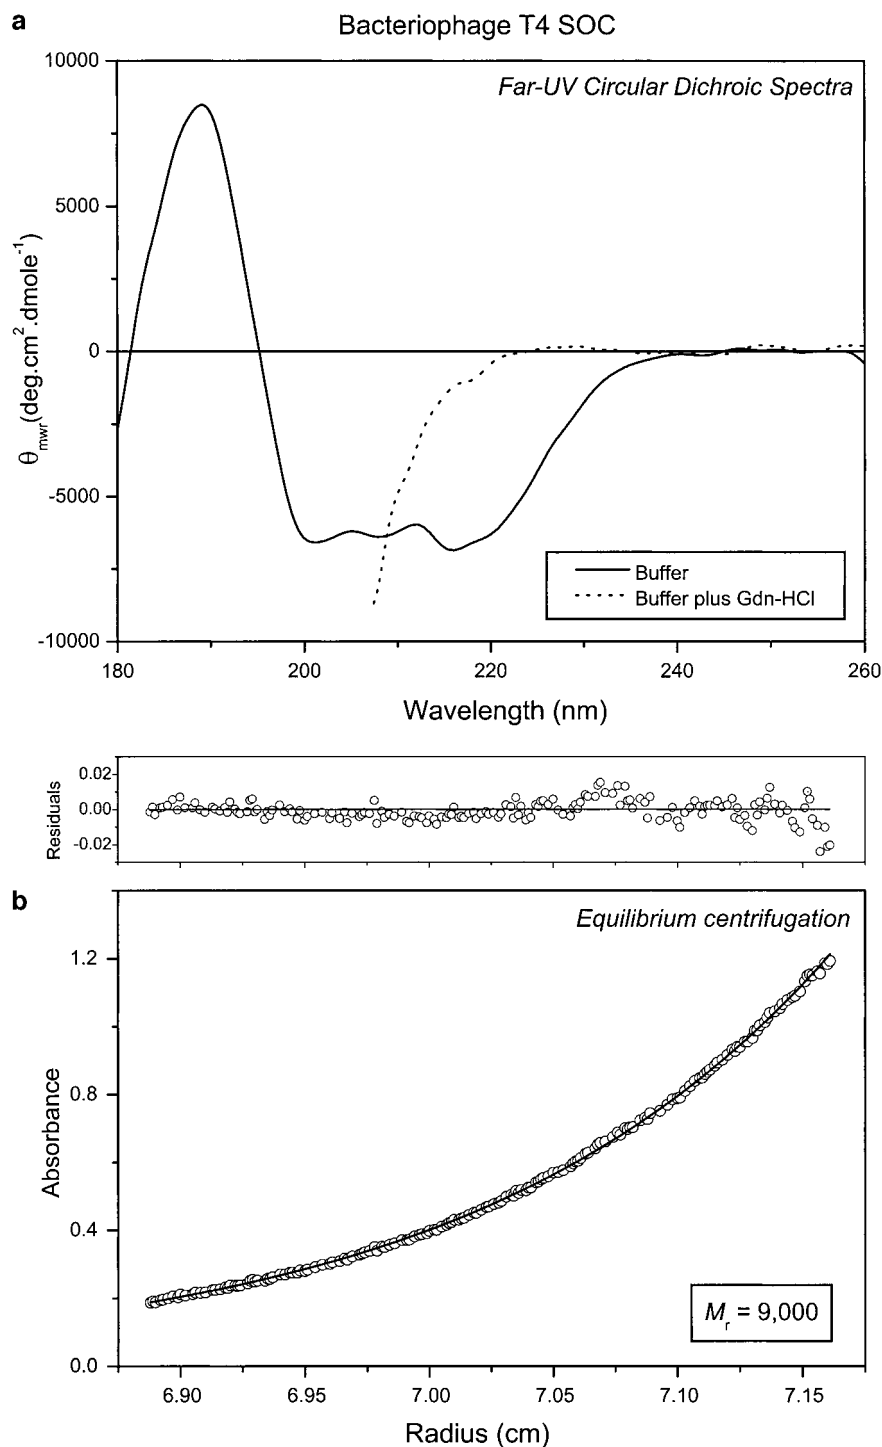 a
Bacteriophage T4 SOC
Far-UV Circular Dichroic Spectra
10000
5000
0
-5000
-10000
θmwr(deg.cm².dmole⁻¹)
Buffer
Buffer plus Gdn-HCl
180
200
220
240
260
Wavelength (nm)
0.02
0.00
-0.02
Residuals
b
Equilibrium centrifugation
1.2
0.8
0.4
0.0
Absorbance
Mr = 9,000
6.90
6.95
7.00
7.05
7.10
7.15
Radius (cm)